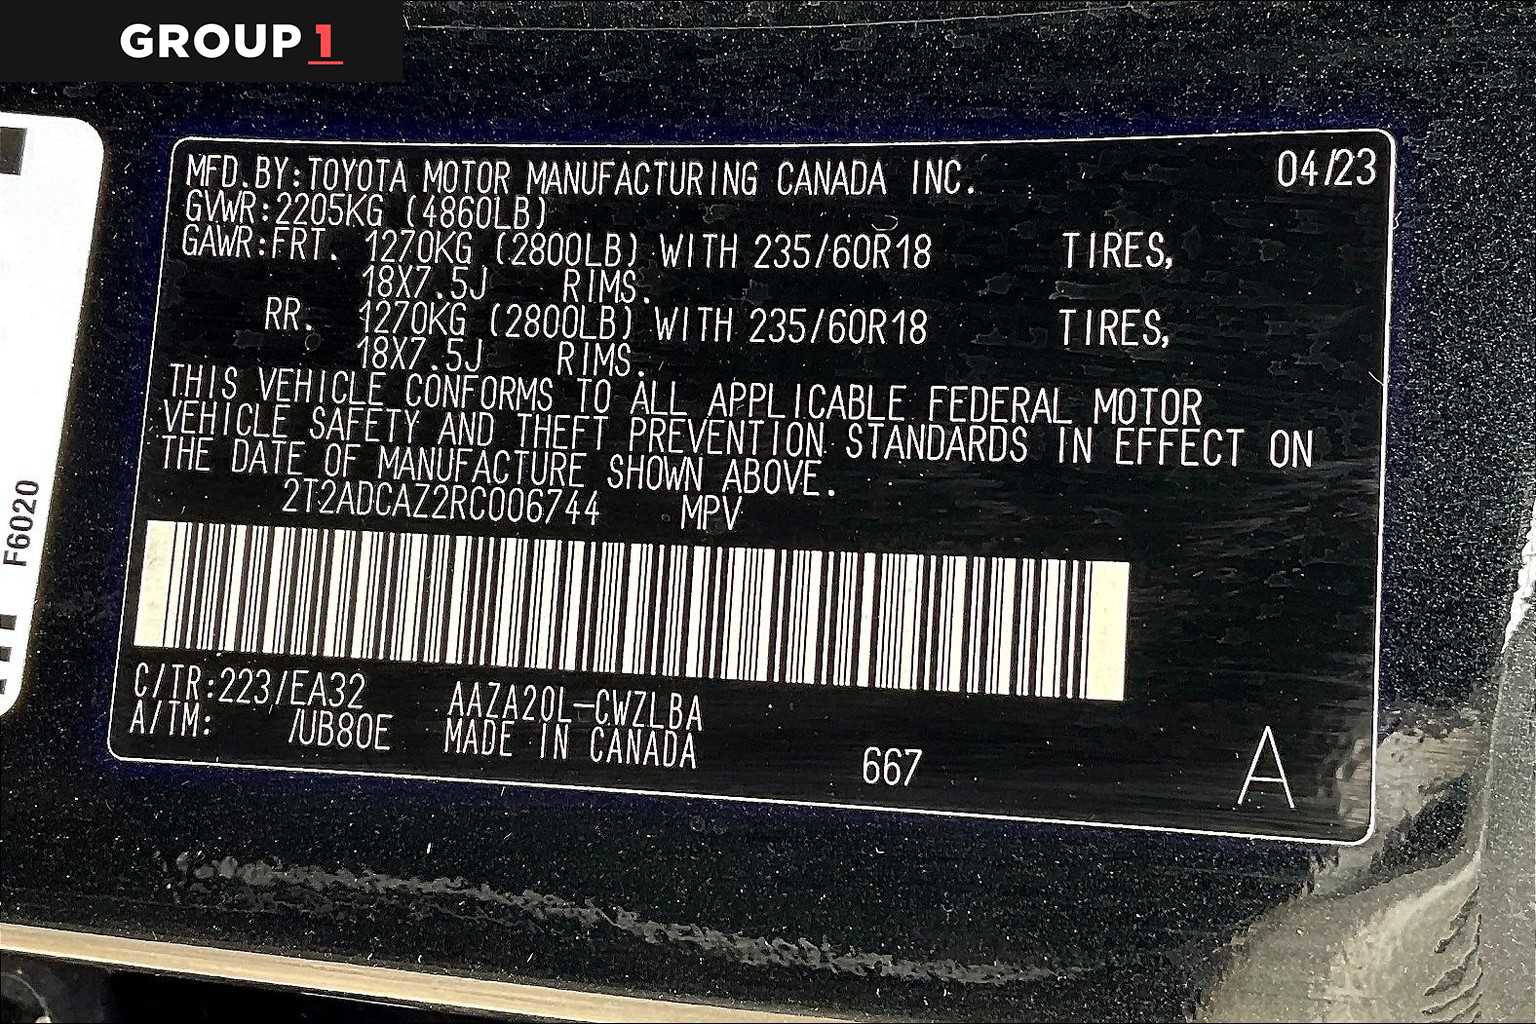 GROUP 1
MFD.BY:TOYOTA MOTOR MANUFACTURING CANADA INC. 04/23
GVWR:2205KG (4860LB)
GAWR:FRT. 1270KG (2800LB) WITH 235/60R18 TIRES,
18X7.5J RIMS.
RR. 1270KG (2800LB) WITH 235/60R18 TIRES,
18X7.5J RIMS.
THIS VEHICLE CONFORMS TO ALL APPLICABLE FEDERAL MOTOR
VEHICLE SAFETY AND THEFT PREVENTION STANDARDS IN EFFECT ON
THE DATE OF MANUFACTURE SHOWN ABOVE.
2T2ADCAZ2RC006744 MPV
C/TR:223/EA32 AAZA20L-CWZLBA
A/TM: /UB80E MADE IN CANADA
667
A
F6020